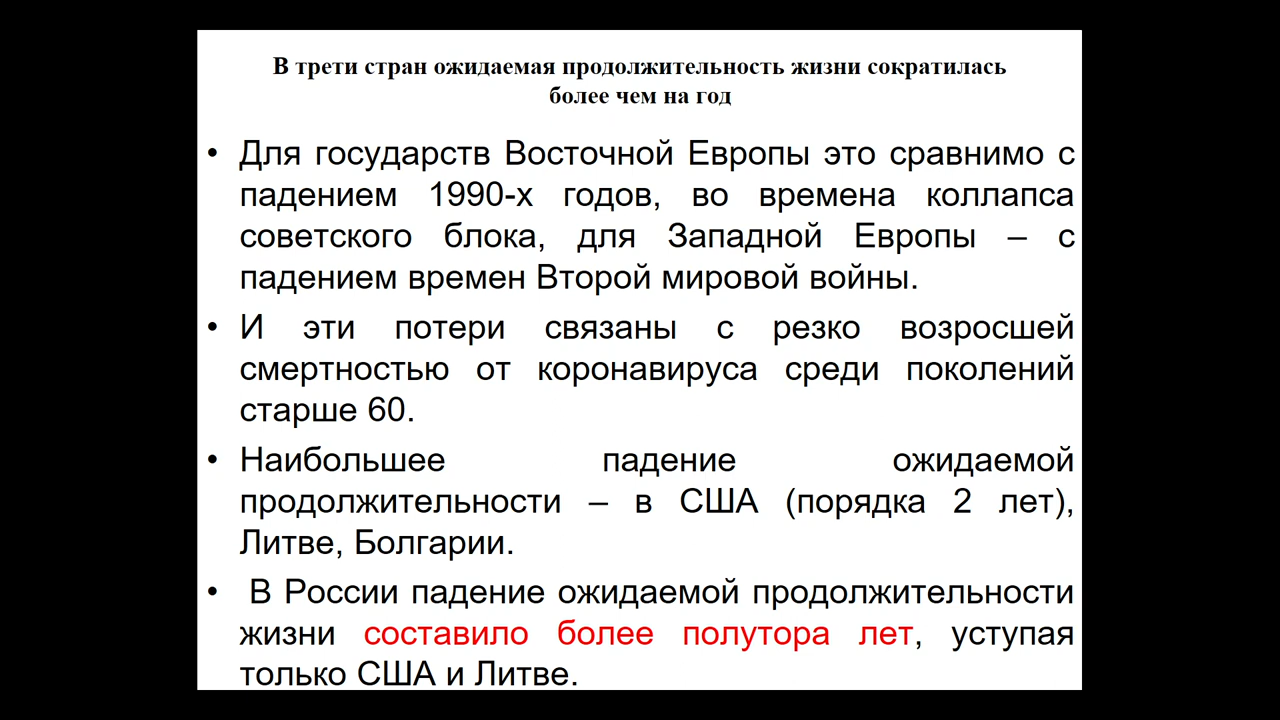 В трети стран ожидаемая продолжительность жизни сократилась
более чем на год
• Для государств Восточной Европы это сравнимо с
падением 1990-х годов, во времена коллапса
советского блока, для Западной Европы – с
падением времен Второй мировой войны.
• И эти потери связаны с резко возросшей
смертностью от коронавируса среди поколений
старше 60.
• Наибольшее падение ожидаемой
продолжительности – в США (порядка 2 лет),
Литве, Болгарии.
• В России падение ожидаемой продолжительности
жизни составило более полутора лет, уступая
только США и Литве.